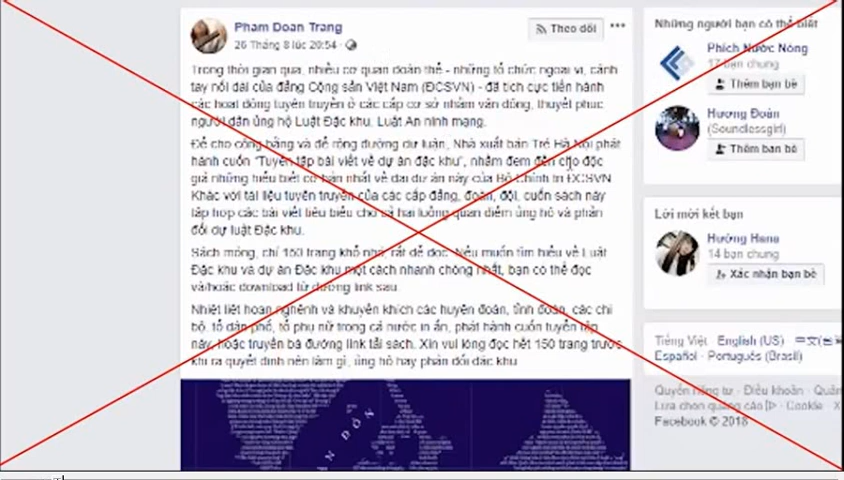 Pham Doan Trang
26 Tháng 8 lúc 20:54
Theo dõi
Trong thời gian qua, nhiều cơ quan đoàn thể - những tổ chức ngoại vi, cánh
tay nối dài của đảng Cộng sản Việt Nam (ĐCSVN) - đã tích cực tiến hành
các hoạt động tuyên truyền ở các cấp cơ sở nhằm vận động, thuyết phục
người dân ủng hộ Luật Đặc khu, Luật An ninh mạng.
Để cho công bằng và để rộng đường dư luận, Nhà xuất bản Trẻ Hà Nội phát
hành cuốn "Tuyển tập bài viết về dự án đặc khu", nhằm đem đến cho độc
giả những hiểu biết cơ bản nhất về đại dự án này của Bộ Chính trị ĐCSVN.
Khác với tài liệu tuyên truyền của các cấp đảng, đoàn, đội, cuốn sách này
tập hợp các bài viết tiêu biểu cho cả hai luồng quan điểm ủng hộ và phản
đối dự luật Đặc khu.
Sách mỏng, chỉ 150 trang khổ nhỏ, rất dễ đọc. Nếu muốn tìm hiểu về Luật
Đặc khu và dự án Đặc khu một cách nhanh chóng nhất, bạn có thể đọc
và/hoặc download từ đường link sau
Nhiệt liệt hoan nghênh và khuyến khích các huyện đoàn, tỉnh đoàn, các chi
bộ, tổ dân phố, tổ phụ nữ trong cả nước in ấn, phát hành cuốn tuyển tập
này, hoặc truyền bá đường link tải sách. Xin vui lòng đọc hết 150 trang trước
khi ra quyết định nên làm gì, ủng hộ hay phản đối đặc khu.
ĐÓN
Những người bạn có thể biết
Phích Nước Nóng
17 bạn chung
Thêm bạn bè
Hương Đoàn
(Soundlessgirl)
Thêm bạn bè
Lời mời kết bạn
Hường Hana
14 bạn chung
Xác nhận bạn bè
Tiếng Việt · English (US) · 中文
Español · Português (Brasil)
Quyền riêng tư · Điều khoản · Quản
Lựa chọn quảng cáo · Cookie ·
Facebook © 2018